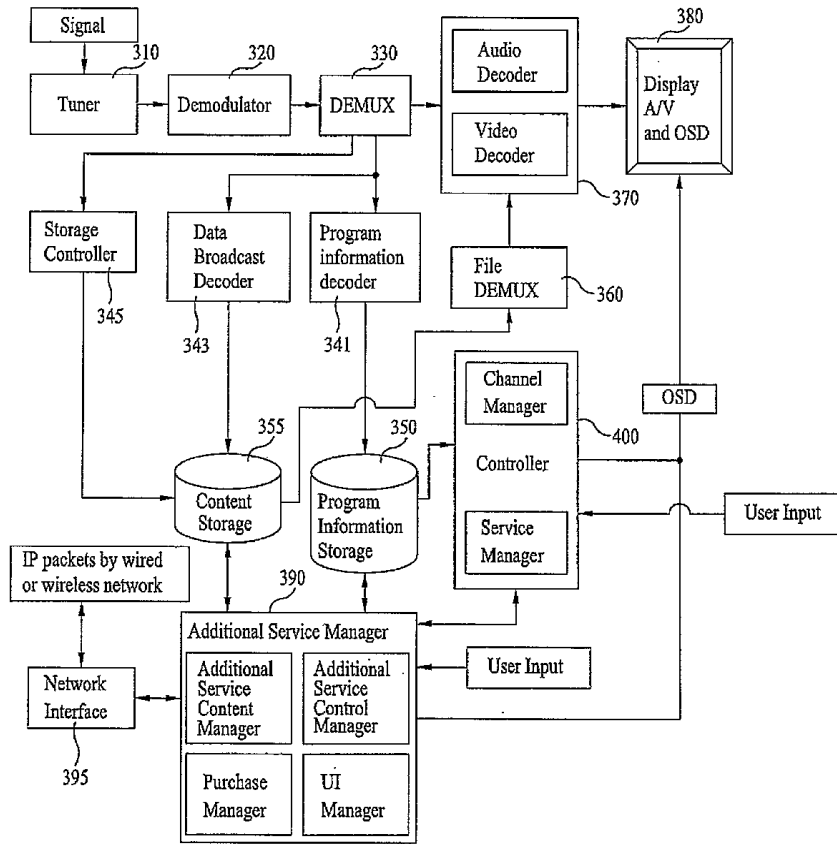 Signal
310
320
330
380
Tuner
Demodulator
DEMUX
Audio
Decoder
Video
Decoder
Display
A/V
and OSD
370
Storage
Controller
345
Data
Broadcast
Decoder
343
Program
information
decoder
341
File
DEMUX
360
Channel
Manager
OSD
400
355
350
Controller
Content
Storage
Program
Information
Storage
Service
Manager
User Input
IP packets by wired
or wireless network
390
Additional Service Manager
User Input
Network
Interface
395
Additional
Service
Content Manager
Additional
Service
Control Manager
Purchase
Manager
UI
Manager